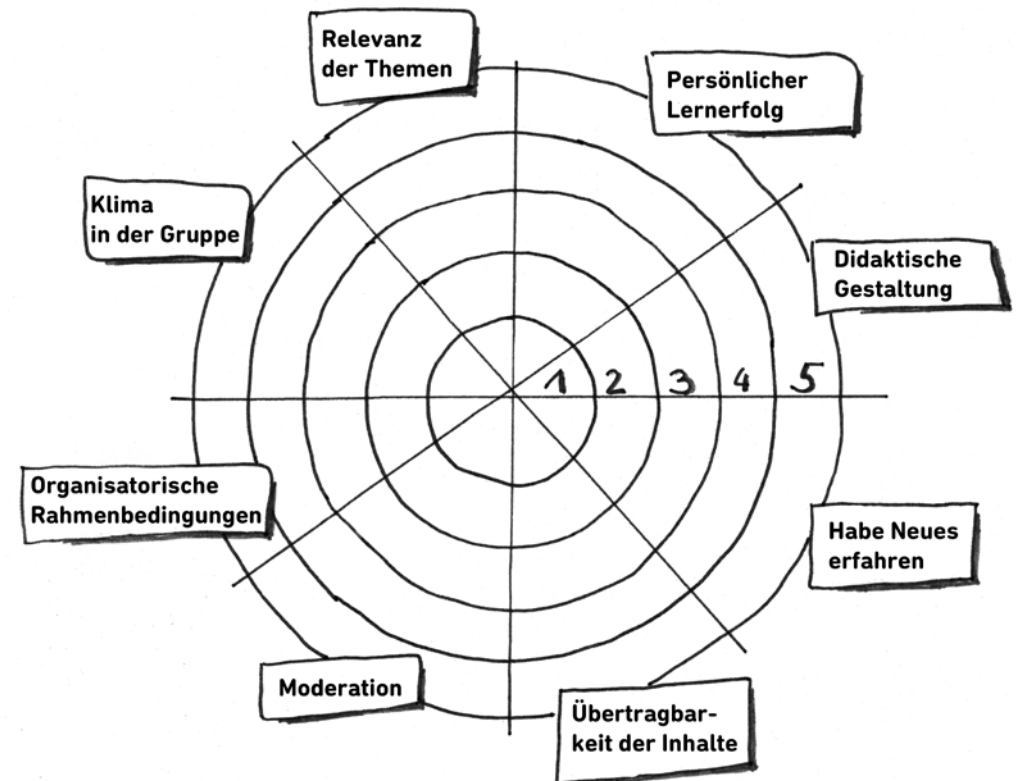 Relevanz
der Themen
Persönlicher
Lernerfolg
Klima
in der Gruppe
Didaktische
Gestaltung
1 2 3 4 5
Organisatorische
Rahmenbedingungen
Habe Neues
erfahren
Moderation
Übertragbar-
keit der Inhalte